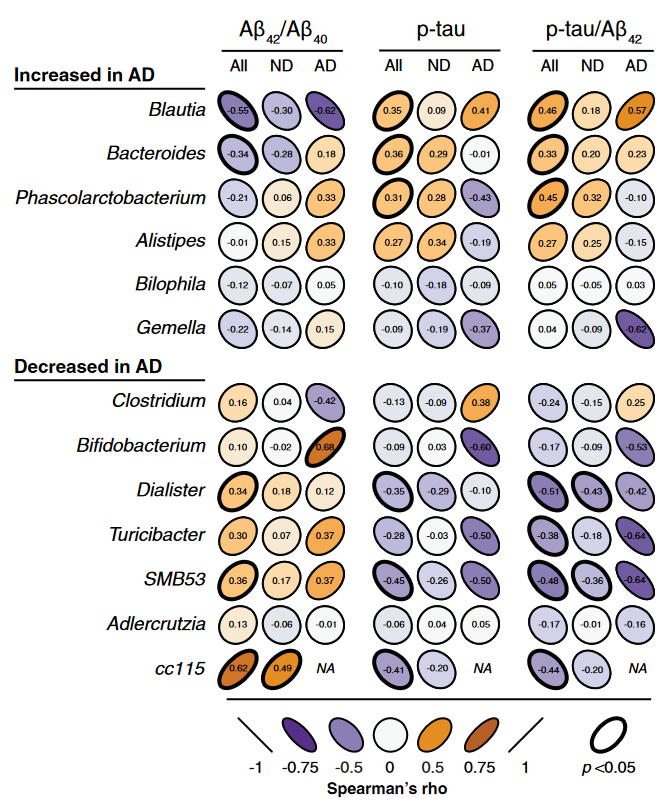 Aβ42/Aβ40 p-tau p-tau/Aβ42
All ND AD All ND AD All ND AD
Increased in AD
Blautia -0.55 -0.30 -0.62 0.35 0.09 0.41 0.46 0.18 0.57
Bacteroides -0.34 -0.28 0.18 0.36 0.29 -0.01 0.33 0.20 0.23
Phascolarctobacterium -0.21 0.06 0.33 0.31 0.28 -0.43 0.45 0.32 -0.10
Alistipes -0.01 0.15 0.33 0.27 0.34 -0.19 0.27 0.25 -0.15
Bilophila -0.12 -0.07 0.05 -0.10 -0.18 -0.09 0.05 -0.05 0.03
Gemella -0.22 -0.14 0.15 -0.09 -0.19 -0.37 0.04 -0.09 -0.62
Decreased in AD
Clostridium 0.16 0.04 -0.42 -0.13 -0.09 0.38 -0.24 -0.15 0.25
Bifidobacterium 0.10 -0.02 0.68 -0.09 0.03 -0.60 -0.17 -0.09 -0.53
Dialister 0.34 0.18 0.12 -0.35 -0.29 -0.10 -0.51 -0.43 -0.42
Turicibacter 0.30 0.07 0.37 -0.28 -0.03 -0.50 -0.38 -0.18 -0.64
SMB53 0.36 0.17 0.37 -0.45 -0.26 -0.50 -0.48 -0.36 -0.64
Adlercrutzia 0.13 -0.06 -0.01 -0.06 0.04 0.05 -0.17 -0.01 -0.16
cc115 0.62 0.49 NA -0.41 -0.20 NA -0.44 -0.20 NA
-1 -0.75 -0.5 0 0.5 0.75 1 p<0.05
Spearman's rho